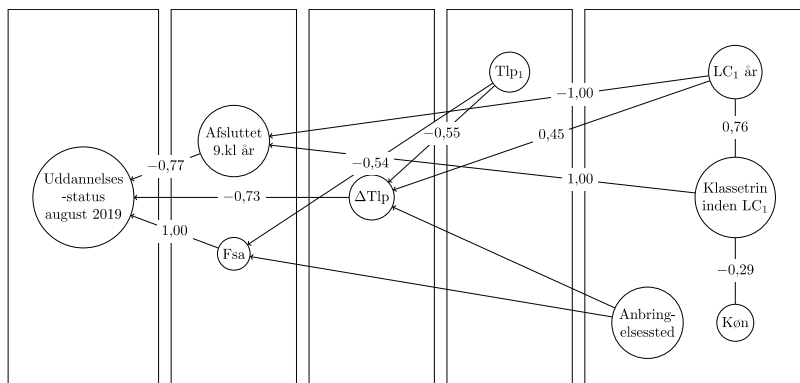 Tlp₁
LC₁ år
−1,00
Afsluttet
9.kl år
−0,55
0,45
0,76
−0,77
−0,54
1,00
Uddannelses
-status
august 2019
−0,73
ΔTlp
Klassetrin
inden LC₁
1,00
Fsa
−0,29
Anbring-
elsessted
Køn